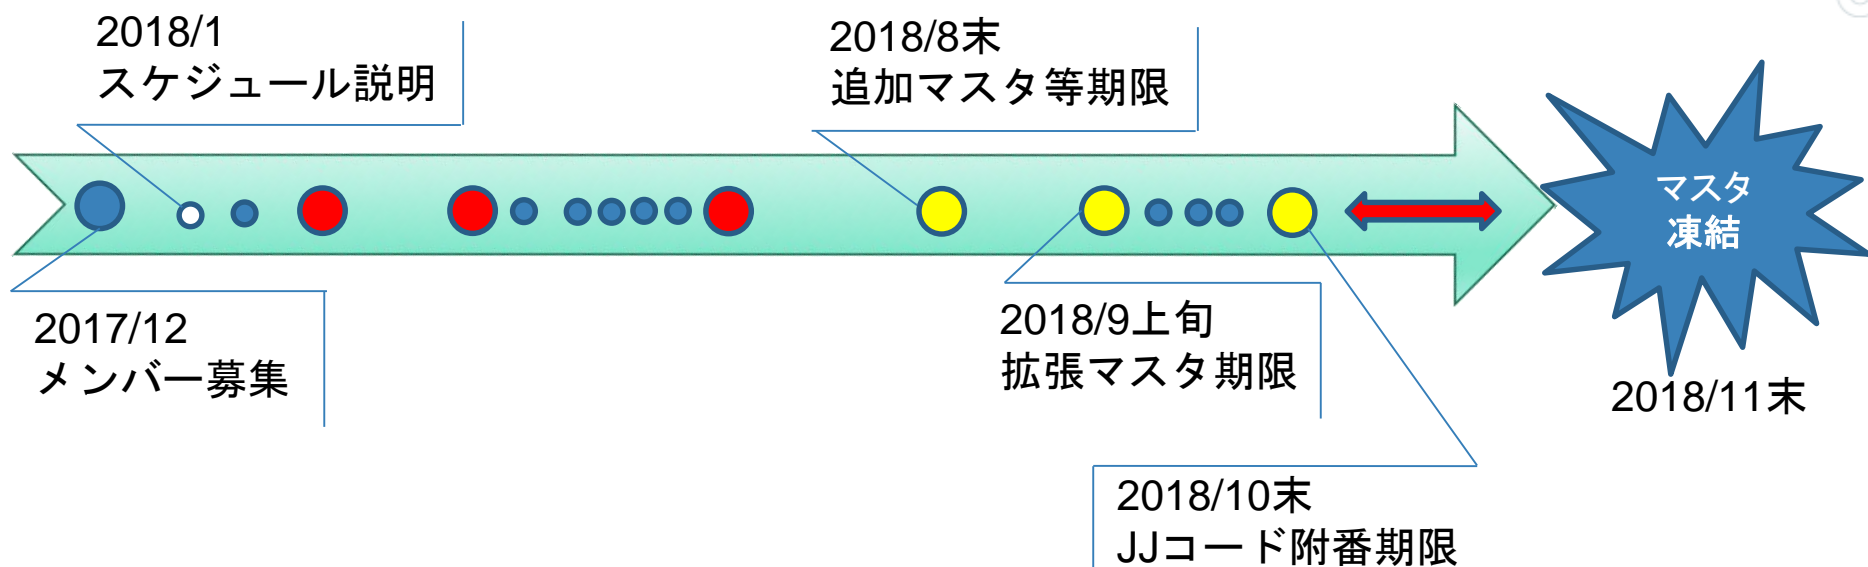 2018/1
スケジュール説明
2018/8末
追加マスタ等期限
マスタ
凍結
2017/12
メンバー募集
2018/9上旬
拡張マスタ期限
2018/11末
2018/10末
JJコード附番期限